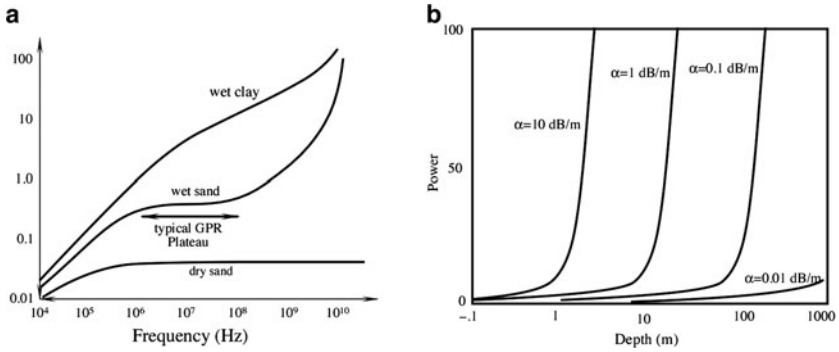 a
100
10
1.0
0.1
0.01
wet clay
wet sand
typical GPR
Plateau
dry sand
10⁴ 10⁵ 10⁶ 10⁷ 10⁸ 10⁹ 10¹⁰
Frequency (Hz)
b
100
50
0
Power
α=10 dB/m
α=1 dB/m
α=0.1 dB/m
α=0.01 dB/m
-.1 1 10 100 1000
Depth (m)